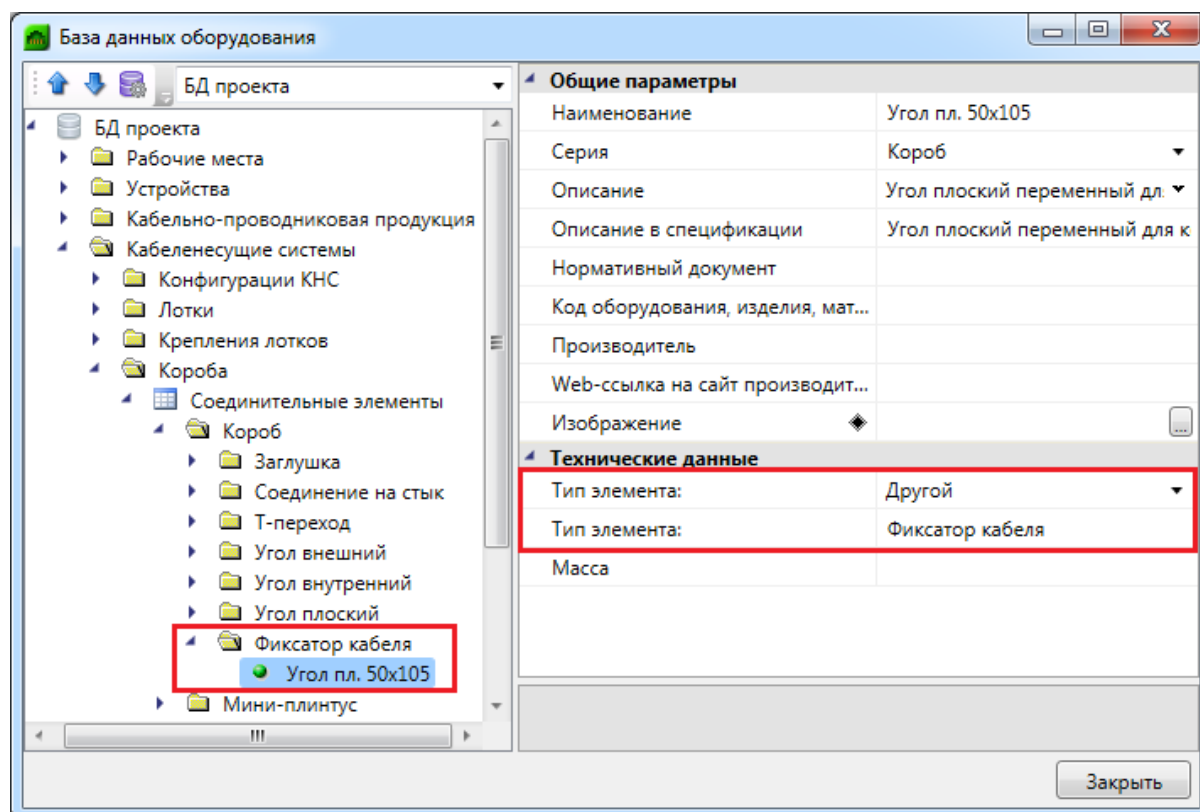 База данных оборудования
БД проекта
БД проекта
Рабочие места
Устройства
Кабельно-проводниковая продукция
Кабеленесущие системы
Конфигурации КНС
Лотки
Крепления лотков
Короба
Соединительные элементы
Короб
Заглушка
Соединение на стык
Т-переход
Угол внешний
Угол внутренний
Угол плоский
Фиксатор кабеля
Угол пл. 50x105
Мини-плинтус
Общие параметры
Наименование Угол пл. 50x105
Серия Короб
Описание Угол плоский переменный дл
Описание в спецификации Угол плоский переменный для к
Нормативный документ
Код оборудования, изделия, мат...
Производитель
Web-ссылка на сайт производит...
Изображение ...
Технические данные
Тип элемента: Другой
Тип элемента: Фиксатор кабеля
Масса
Закрыть